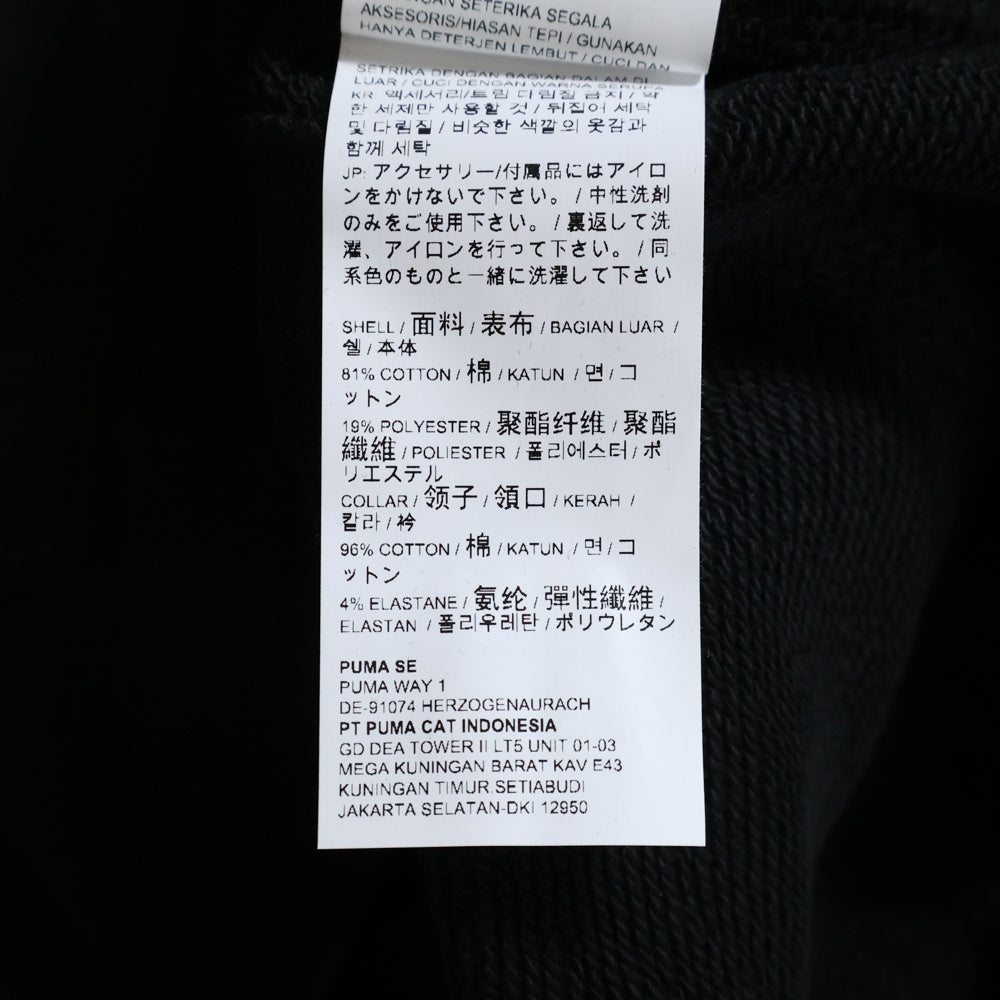 SETERIKA SEGALA
AKSESORIS/HIASAN TEPI / GUNAKAN
HANYA DETERJEN LEMBUT / CUCI DAN
SETRIKA DENGAN BAGIAN DALAM DI
LUAR / CUCI DENGAN WARNA SERUPA
KR 액세서리/트림 다림질 금지 / 약
한 세제만 사용할 것 / 뒤집어 세탁
및 다림질 / 비슷한 색깔의 옷감과
함께 세탁
JP: アクセサリー/付属品にはアイロ
ンをかけないで下さい。 / 中性洗剤
のみをご使用下さい。 / 裏返して洗
濯、アイロンを行って下さい。 / 同
系色のものと一緒に洗濯して下さい
SHELL / 面料 / 表布 / BAGIAN LUAR /
쉘 / 本体
81% COTTON / 棉 / KATUN / 면 / コ
ットン
19% POLYESTER / 聚酯纤维 / 聚酯
纖維 / POLIESTER / 폴리에스터 / ポ
リエステル
COLLAR / 领子 / 領口 / KERAH /
칼라 / 衿
96% COTTON / 棉 / KATUN / 면 / コ
ットン
4% ELASTANE / 氨纶 / 彈性纖維 /
ELASTAN / 폴리우레탄 / ポリウレタン
PUMA SE
PUMA WAY 1
DE-91074 HERZOGENAURACH
PT PUMA CAT INDONESIA
GD DEA TOWER II LT5 UNIT 01-03
MEGA KUNINGAN BARAT KAV E43
KUNINGAN TIMUR.SETIABUDI
JAKARTA SELATAN-DKI 12950